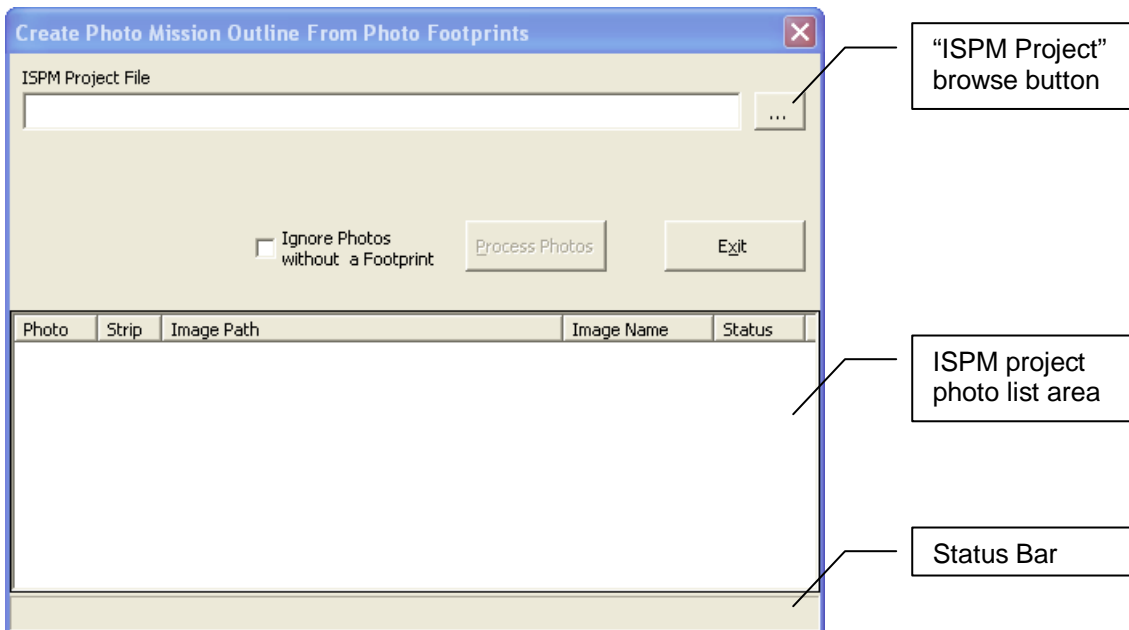 Create Photo Mission Outline From Photo Footprints
ISPM Project File
...
Ignore Photos
without a Footprint
Process Photos
Exit
Photo Strip Image Path Image Name Status
“ISPM Project”
browse button
ISPM project
photo list area
Status Bar